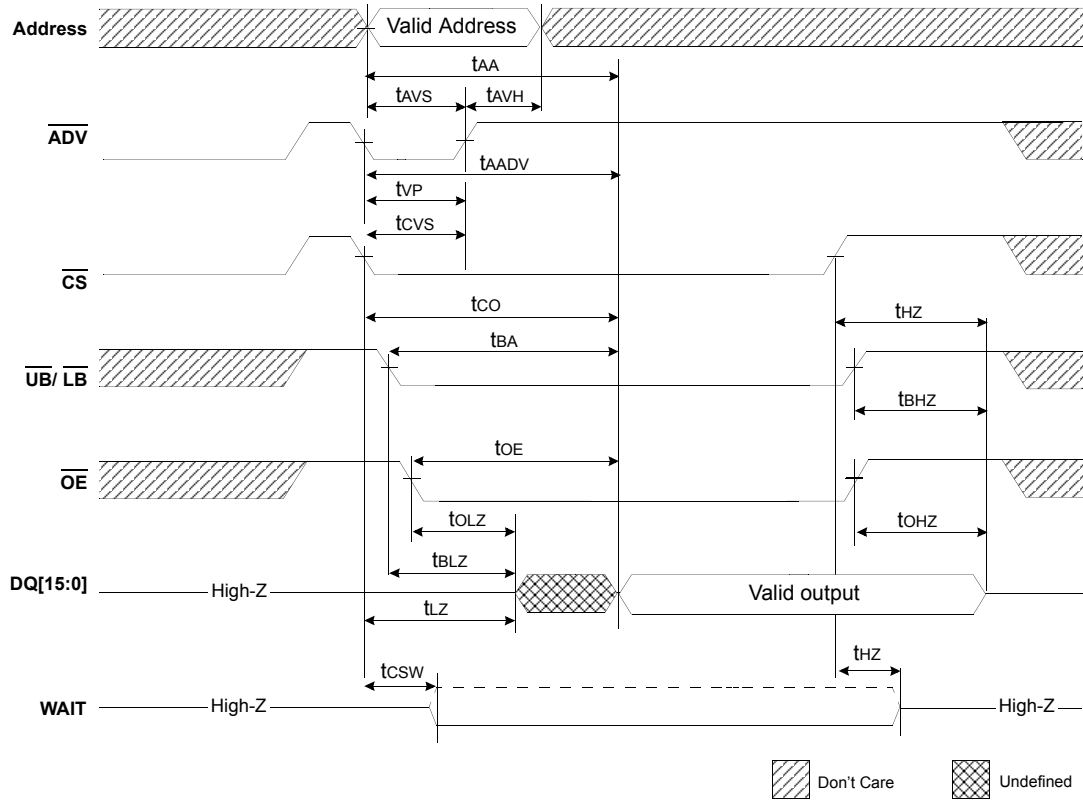 Address
Valid Address
tAA
tAVS
tAVH
ADV
tAADV
tVP
tCVS
CS
tCO
tHZ
tBA
UB/ LB
tBHZ
tOE
OE
tOLZ
tOHZ
tBLZ
DQ[15:0]
High-Z
Valid output
tLZ
tHZ
tCSW
WAIT
High-Z
High-Z
Don't Care
Undefined